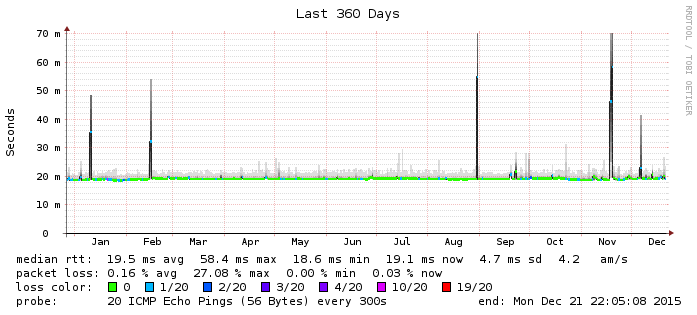 Last 360 Days
RRDTOOL / TOBI OETIKER
Seconds
70 m
60 m
50 m
40 m
30 m
20 m
10 m
0
Jan Feb Mar Apr May Jun Jul Aug Sep Oct Nov Dec
median rtt: 19.5 ms avg 58.4 ms max 18.6 ms min 19.1 ms now 4.7 ms sd 4.2 am/s
packet loss: 0.16 % avg 27.08 % max 0.00 % min 0.03 % now
loss color: 0 1/20 2/20 3/20 4/20 10/20 19/20
probe: 20 ICMP Echo Pings (56 Bytes) every 300s end: Mon Dec 21 22:05:08 2015